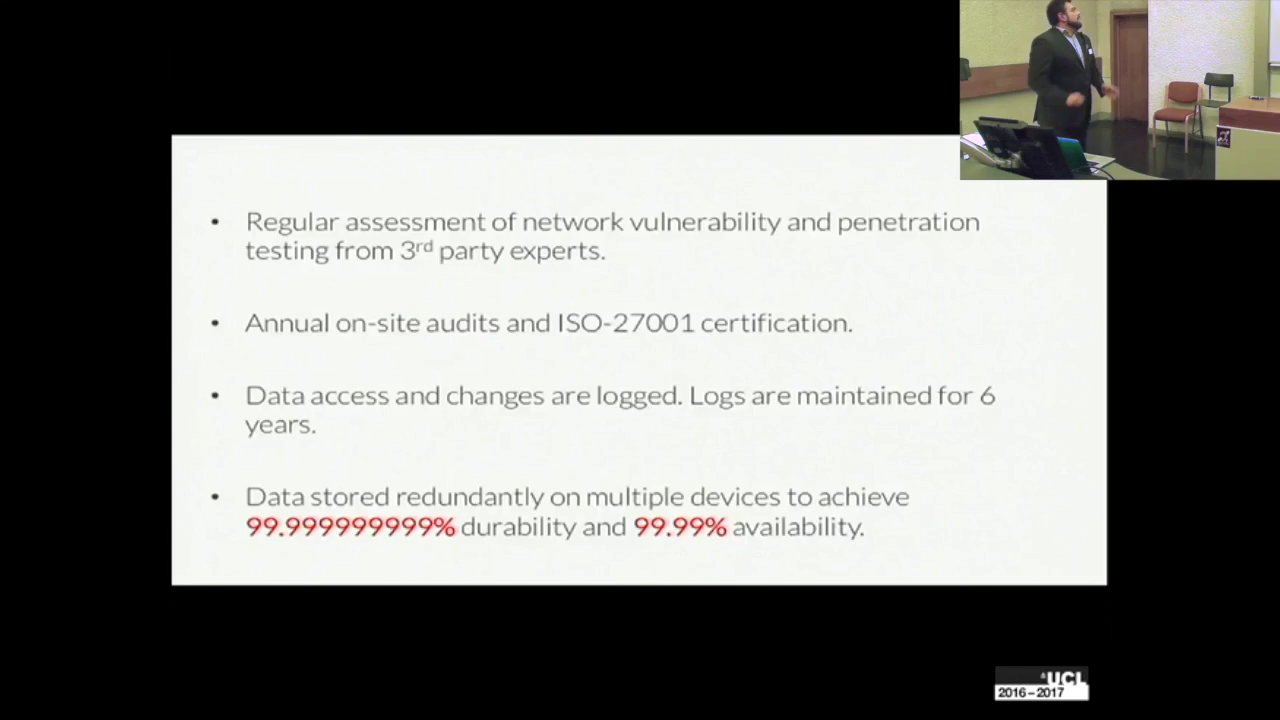 • Regular assessment of network vulnerability and penetration
testing from 3rd party experts.
• Annual on-site audits and ISO-27001 certification.
• Data access and changes are logged. Logs are maintained for 6
years.
• Data stored redundantly on multiple devices to achieve
99.999999999% durability and 99.99% availability.
UCL
2016-2017